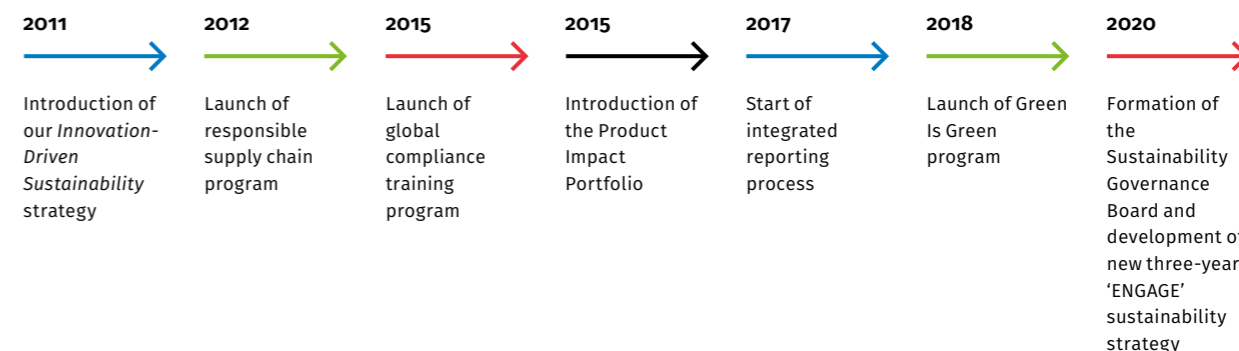 2011
Introduction of
our Innovation-
Driven
Sustainability
strategy
2012
Launch of
responsible
supply chain
program
2015
Launch of
global
compliance
training
program
2015
Introduction of
the Product
Impact
Portfolio
2017
Start of
integrated
reporting
process
2018
Launch of Green
Is Green
program
2020
Formation of
the
Sustainability
Governance
Board and
development of
new three-year
‘ENGAGE’
sustainability
strategy